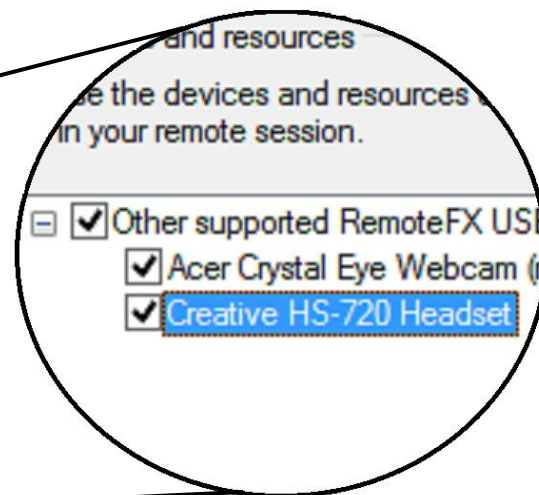 and resources
the devices and resources
in your remote session.
Other supported RemoteFX
Acer Crystal Eye Webcam
Creative HS-720 Headset